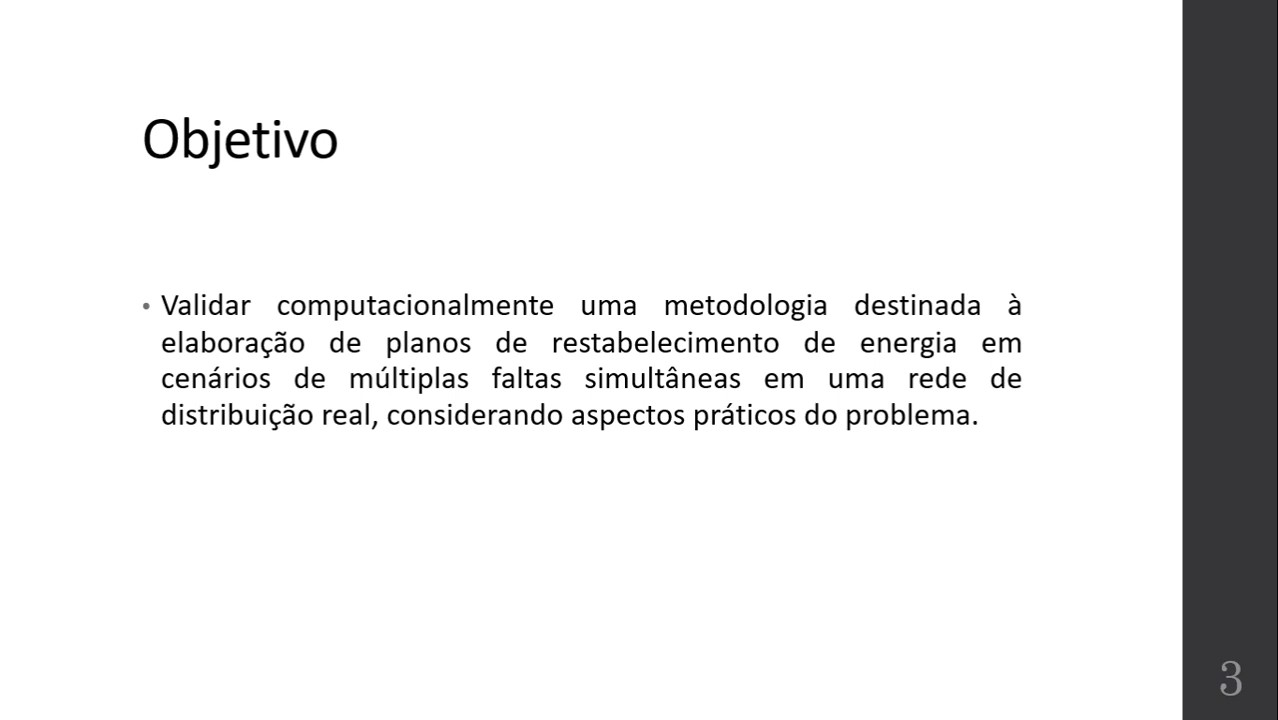 Objetivo
• Validar computacionalmente uma metodologia destinada à
elaboração de planos de restabelecimento de energia em
cenários de múltiplas faltas simultâneas em uma rede de
distribuição real, considerando aspectos práticos do problema.
3